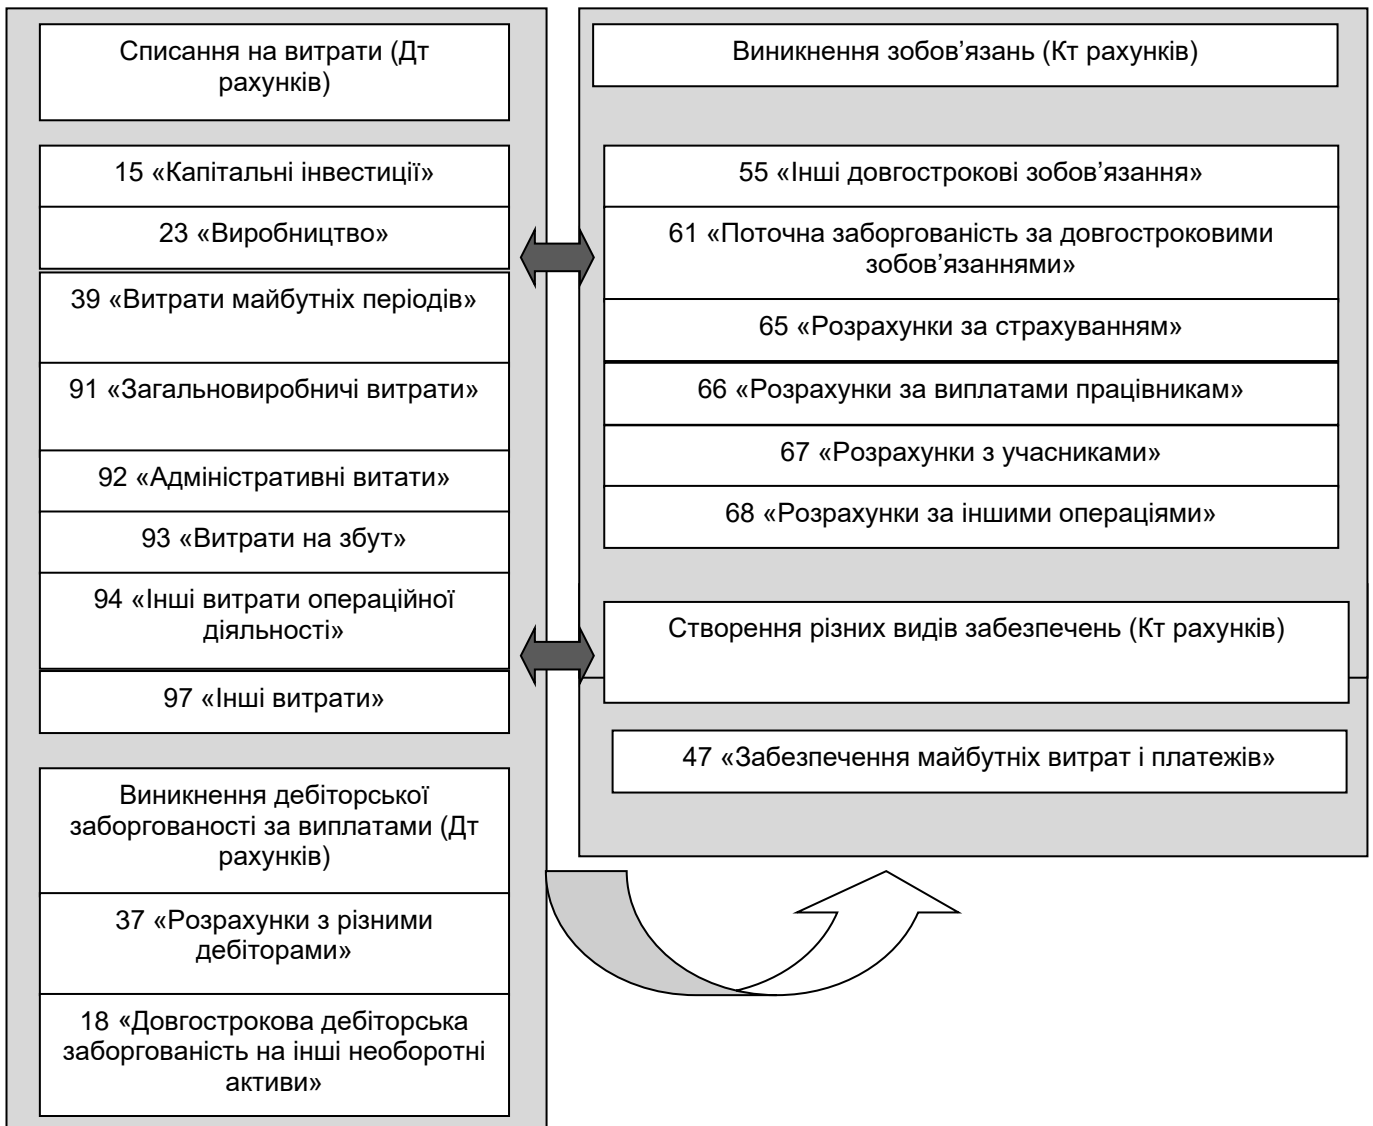 Списання на витрати (Дт
рахунків)
15 «Капітальні інвестиції»
23 «Виробництво»
39 «Витрати майбутніх періодів»
91 «Загальновиробничі витрати»
92 «Адміністративні витати»
93 «Витрати на збут»
94 «Інші витрати операційної
діяльності»
97 «Інші витрати»
Виникнення дебіторської
заборгованості за виплатами (Дт
рахунків)
37 «Розрахунки з різними
дебіторами»
18 «Довгострокова дебіторська
заборгованість на інші необоротні
активи»
Виникнення зобов’язань (Кт рахунків)
55 «Інші довгострокові зобов’язання»
61 «Поточна заборгованість за довгостроковими
зобов’язаннями»
65 «Розрахунки за страхуванням»
66 «Розрахунки за виплатами працівникам»
67 «Розрахунки з учасниками»
68 «Розрахунки за іншими операціями»
Створення різних видів забезпечень (Кт рахунків)
47 «Забезпечення майбутніх витрат і платежів»